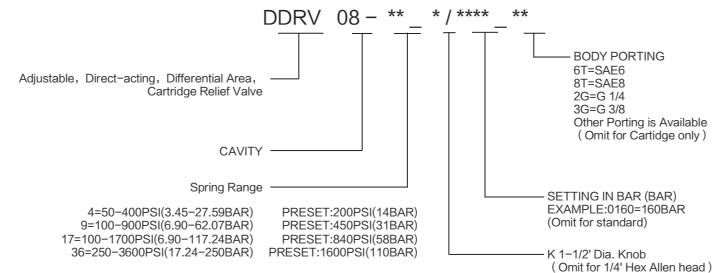 DDRV 08- **_ * / ****_ **
BODY PORTING
6T=SAE6
8T=SAE8
2G=G 1/4
3G=G 3/8
Other Porting is Available
(Omit for Cartidge only)
Adjustable, Direct-acting, Differential Area,
Cartridge Relief Valve
CAVITY
Spring Range
4=50-400PSI(3.45-27.59BAR) PRESET:200PSI(14BAR)
9=100-900PSI(6.90-62.07BAR) PRESET:450PSI(31BAR)
17=100-1700PSI(6.90-117.24BAR) PRESET:840PSI(58BAR)
36=250-3600PSI(17.24-250BAR) PRESET:1600PSI(110BAR)
SETTING IN BAR (BAR)
EXAMPLE:0160=160BAR
(Omit for standard)
K 1-1/2' Dia. Knob
(Omit for 1/4' Hex Allen head)